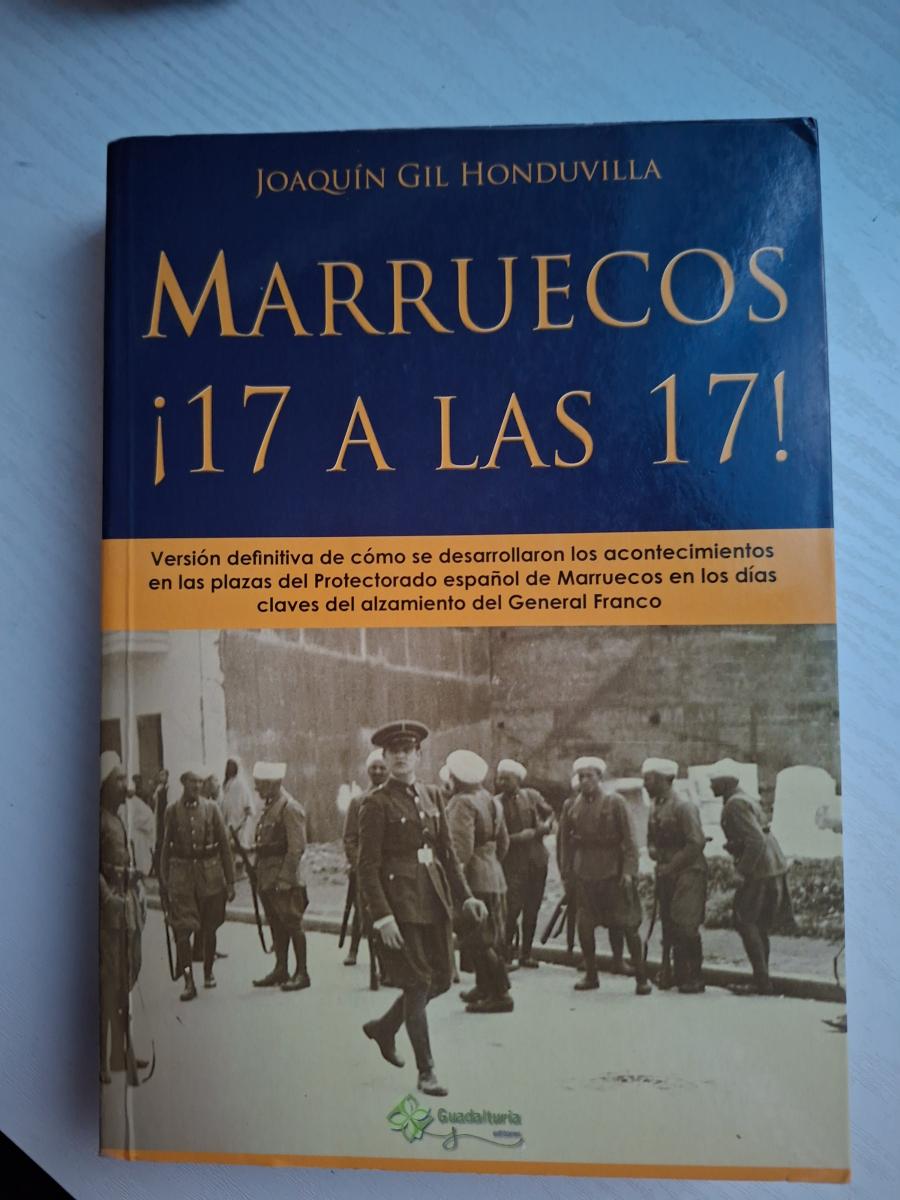 JOAQUÍN GIL HONDUVILLA
MARRUECOS
¡17 A LAS 17!
Versión definitiva de cómo se desarrollaron los acontecimientos
en las plazas del Protectorado español de Marruecos en los días
claves del alzamiento del General Franco
Guadalturia
editores